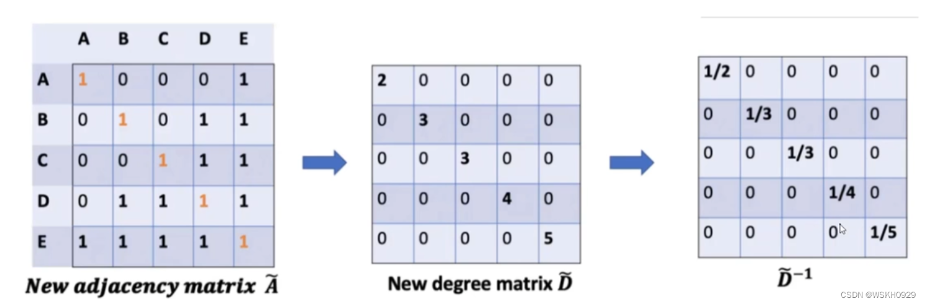 A B C D E
A 1 0 0 0 1
B 0 1 0 1 1
C 0 0 1 1 1
D 0 1 1 1 1
E 1 1 1 1 1
New adjacency matrix Ã
2 0 0 0 0
0 3 0 0 0
0 0 3 0 0
0 0 0 4 0
0 0 0 0 5
New degree matrix D̃
1/2 0 0 0 0
0 1/3 0 0 0
0 0 1/3 0 0
0 0 0 1/4 0
0 0 0 0 1/5
D̃⁻¹
CSDN @WSKH0929